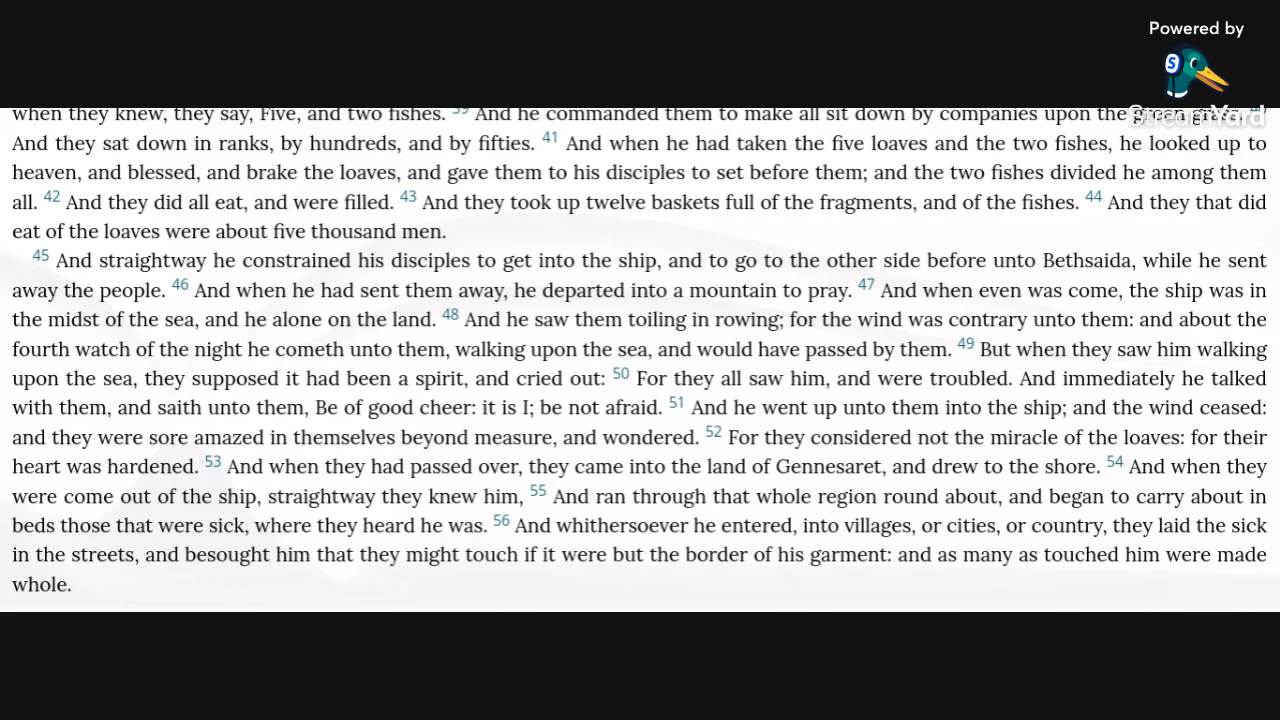 Powered by
S
StreamYard
when they knew, they say, Five, and two fishes. 39 And he commanded them to make all sit down by companies upon the green grass. 40
And they sat down in ranks, by hundreds, and by fifties. 41 And when he had taken the five loaves and the two fishes, he looked up to
heaven, and blessed, and brake the loaves, and gave them to his disciples to set before them; and the two fishes divided he among them
all. 42 And they did all eat, and were filled. 43 And they took up twelve baskets full of the fragments, and of the fishes. 44 And they that did
eat of the loaves were about five thousand men.
45 And straightway he constrained his disciples to get into the ship, and to go to the other side before unto Bethsaida, while he sent
away the people. 46 And when he had sent them away, he departed into a mountain to pray. 47 And when even was come, the ship was in
the midst of the sea, and he alone on the land. 48 And he saw them toiling in rowing; for the wind was contrary unto them: and about the
fourth watch of the night he cometh unto them, walking upon the sea, and would have passed by them. 49 But when they saw him walking
upon the sea, they supposed it had been a spirit, and cried out: 50 For they all saw him, and were troubled. And immediately he talked
with them, and saith unto them, Be of good cheer: it is I; be not afraid. 51 And he went up unto them into the ship; and the wind ceased:
and they were sore amazed in themselves beyond measure, and wondered. 52 For they considered not the miracle of the loaves: for their
heart was hardened. 53 And when they had passed over, they came into the land of Gennesaret, and drew to the shore. 54 And when they
were come out of the ship, straightway they knew him, 55 And ran through that whole region round about, and began to carry about in
beds those that were sick, where they heard he was. 56 And whithersoever he entered, into villages, or cities, or country, they laid the sick
in the streets, and besought him that they might touch if it were but the border of his garment: and as many as touched him were made
whole.